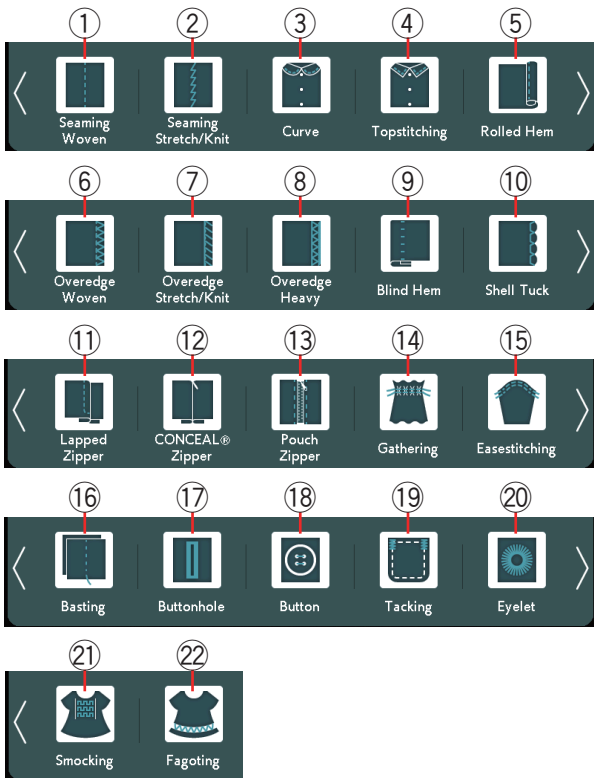 ① ② ③ ④ ⑤
Seaming
Woven
Seaming
Stretch/Knit
Curve
Topstitching
Rolled Hem
⑥ ⑦ ⑧ ⑨ ⑩
Overedge
Woven
Overedge
Stretch/Knit
Overedge
Heavy
Blind Hem
Shell Tuck
⑪ ⑫ ⑬ ⑭ ⑮
Lapped
Zipper
CONCEAL®
Zipper
Pouch
Zipper
Gathering
Easestitching
⑯ ⑰ ⑱ ⑲ ⑳
Basting
Buttonhole
Button
Tacking
Eyelet
㉑ ㉒
Smocking
Fagoting